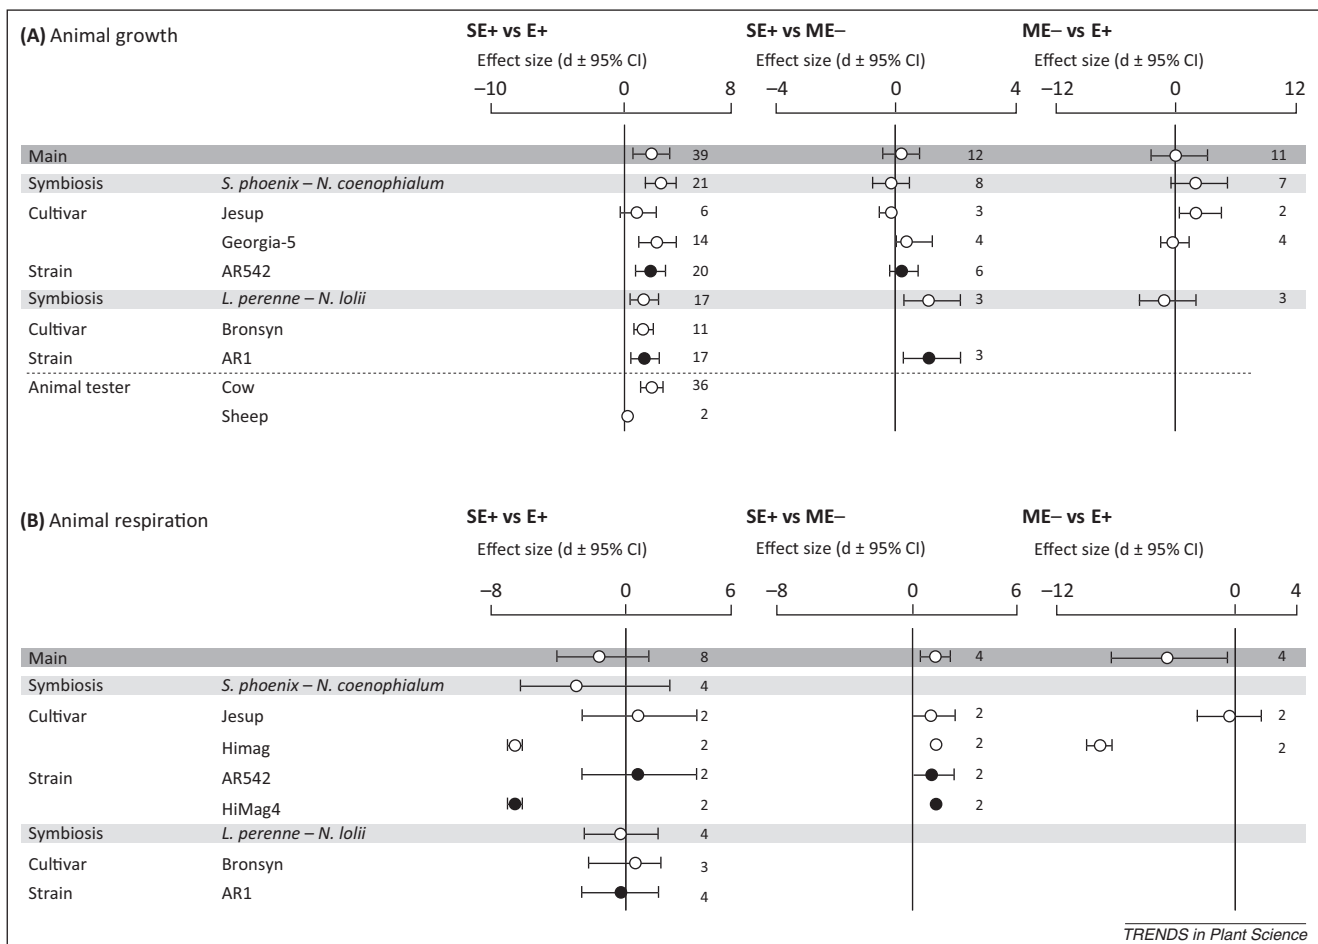 (A) Animal growth SE+ vs E+ SE+ vs ME– ME– vs E+
Effect size (d ± 95% CI) Effect size (d ± 95% CI) Effect size (d ± 95% CI)
–10 0 8 –4 0 4 –12 0 12
Main 39 12 11
Symbiosis S. phoenix – N. coenophialum 21 8 7
Cultivar Jesup 6 3 2
Georgia-5 14 4 4
Strain AR542 20 6
Symbiosis L. perenne – N. lolii 17 3 3
Cultivar Bronsyn 11
Strain AR1 17 3
Animal tester Cow 36
Sheep 2
(B) Animal respiration SE+ vs E+ SE+ vs ME– ME– vs E+
Effect size (d ± 95% CI) Effect size (d ± 95% CI) Effect size (d ± 95% CI)
–8 0 6 –8 0 6 –12 0 4
Main 8 4 4
Symbiosis S. phoenix – N. coenophialum 4
Cultivar Jesup 2 2 2
Himag 2 2 2
Strain AR542 2 2
HiMag4 2 2
Symbiosis L. perenne – N. lolii 4
Cultivar Bronsyn 3
Strain AR1 4
TRENDS in Plant Science